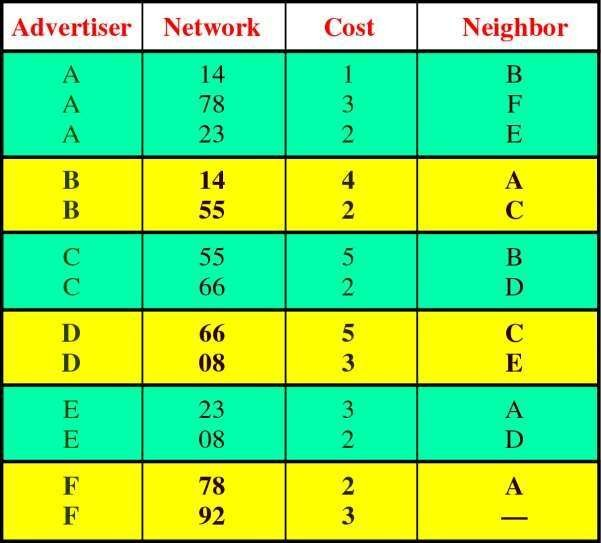 Advertiser Network Cost Neighbor
A 14 1 B
A 78 3 F
A 23 2 E
B 14 4 A
B 55 2 C
C 55 5 B
C 66 2 D
D 66 5 C
D 08 3 E
E 23 3 A
E 08 2 D
F 78 2 A
F 92 3 —